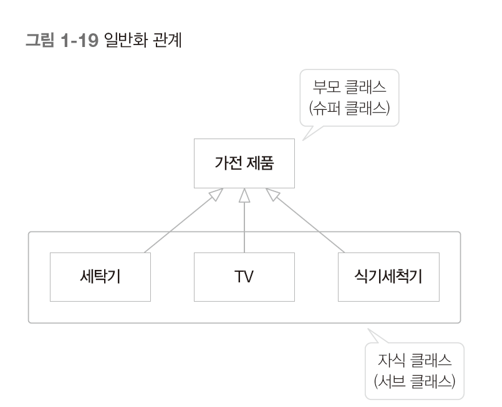 그림 1-19 일반화 관계
부모 클래스
(슈퍼 클래스)
가전 제품
세탁기
TV
식기세척기
자식 클래스
(서브 클래스)